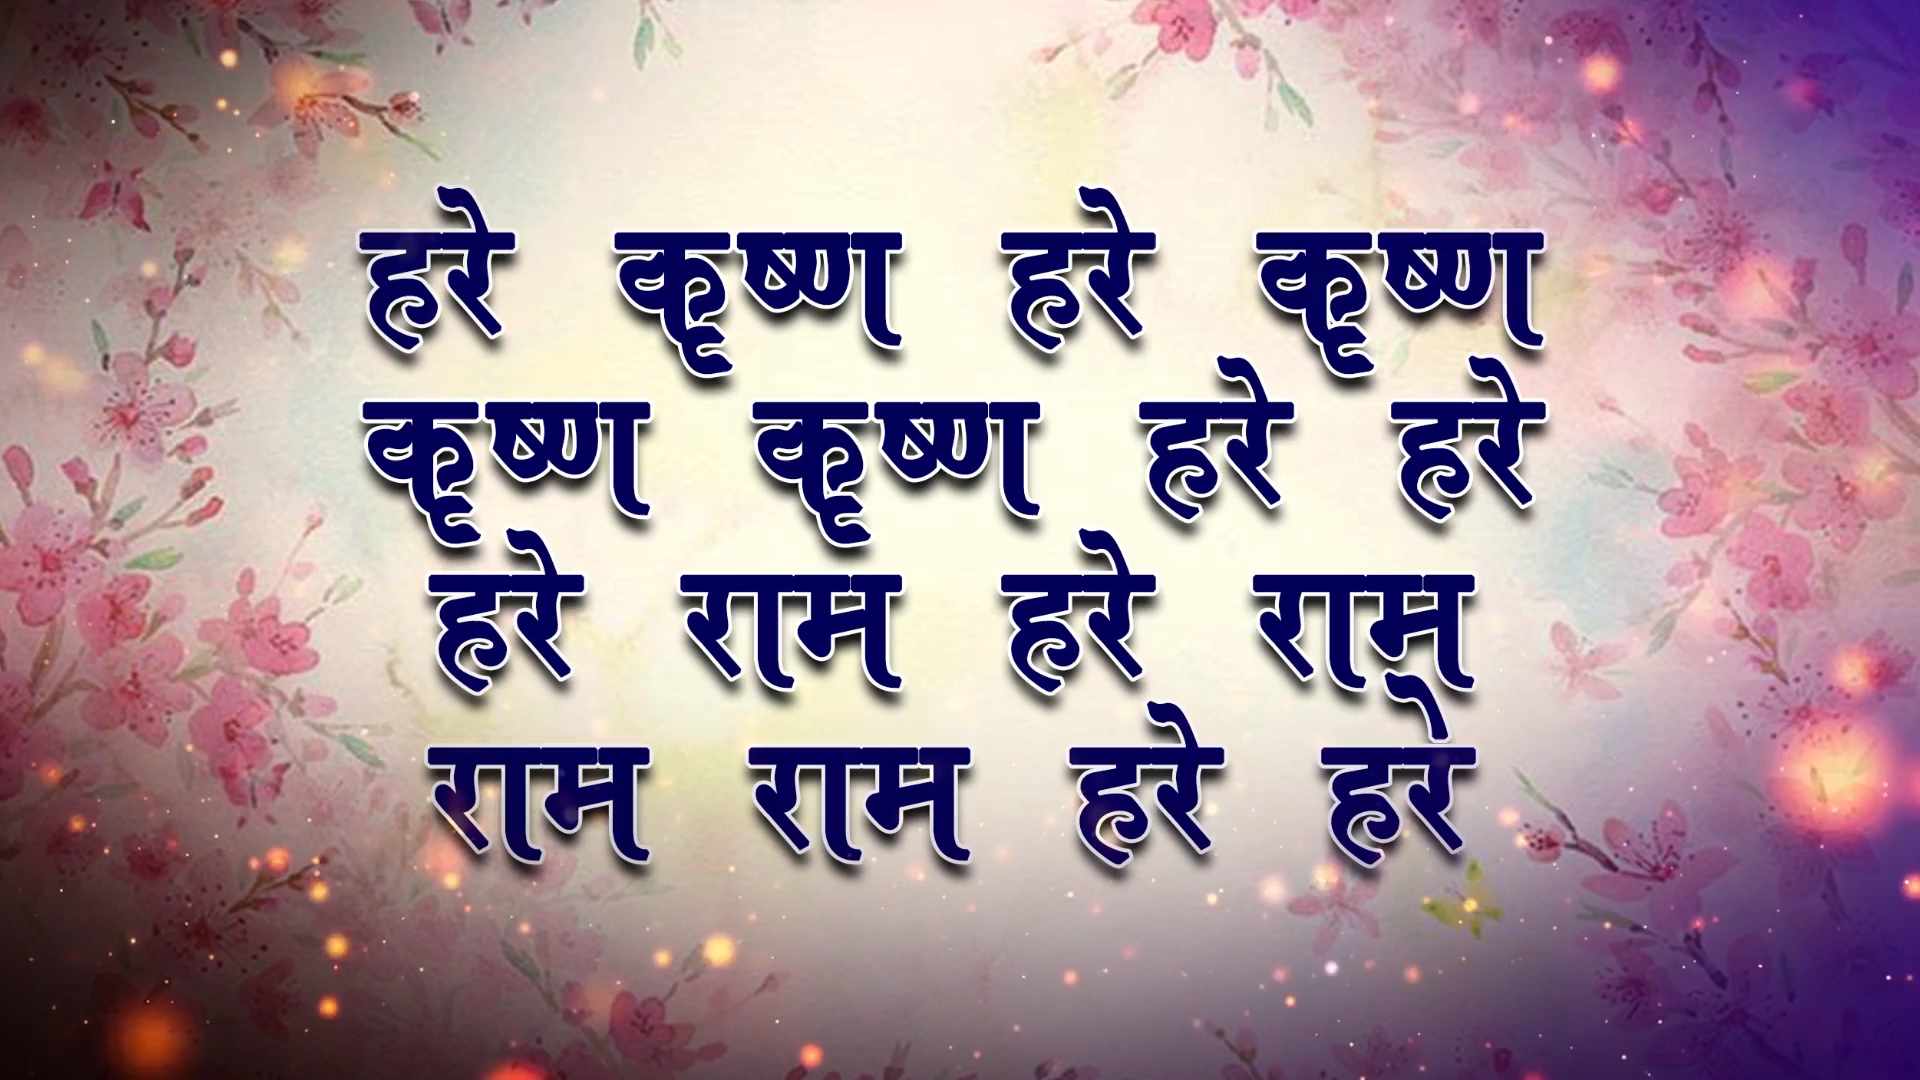 हरे कृष्ण हरे कृष्ण
कृष्ण कृष्ण हरे हरे
हरे राम हरे राम
राम राम हरे हरे